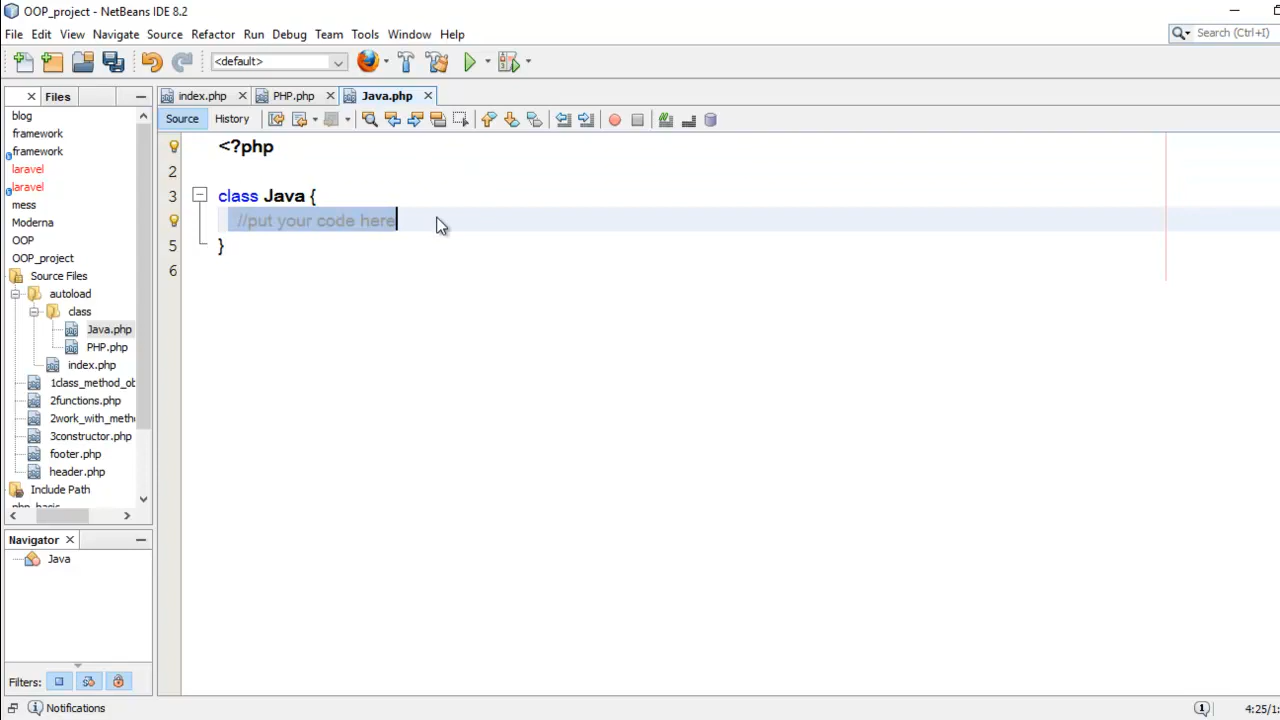 OOP_project - NetBeans IDE 8.2
File Edit View Navigate Source Refactor Run Debug Team Tools Window Help
Search (Ctrl+I)
<default>
Files
index.php PHP.php Java.php
Source History
blog
framework
framework
laravel
laravel
mess
Moderna
OOP
OOP_project
Source Files
autoload
class
Java.php
PHP.php
index.php
1class_method_ob
2functions.php
2work_with_meth
3constructor.php
footer.php
header.php
Include Path
php_basic
<?php
2
3 class Java {
//put your code here
5 }
6
Navigator
Java
Filters:
Notifications
4:25/1: